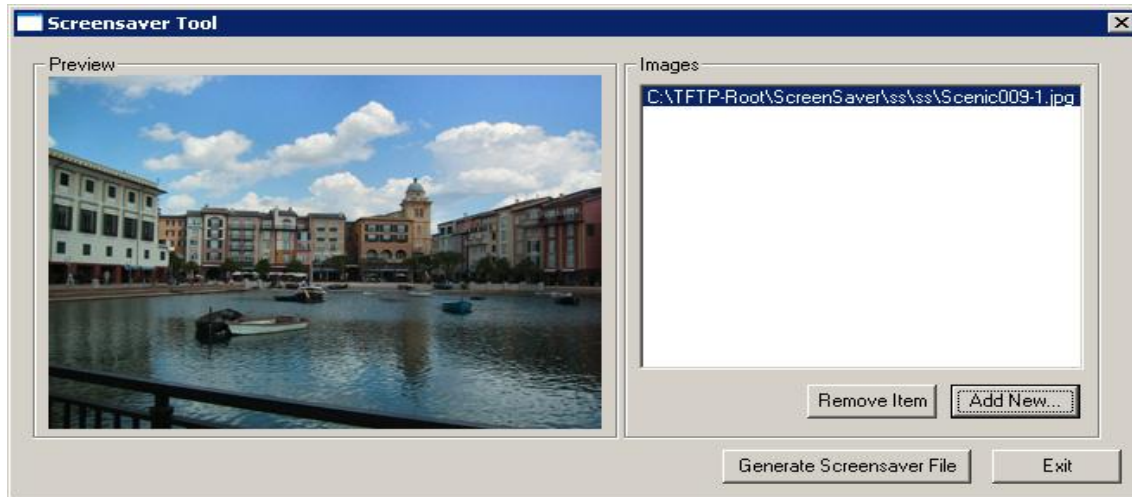 Screensaver Tool
Preview
Images
C:\TFTP-Root\ScreenSaver\ss\ss\Scenic009-1.jpg
Remove Item
Add New...
Generate Screensaver File
Exit